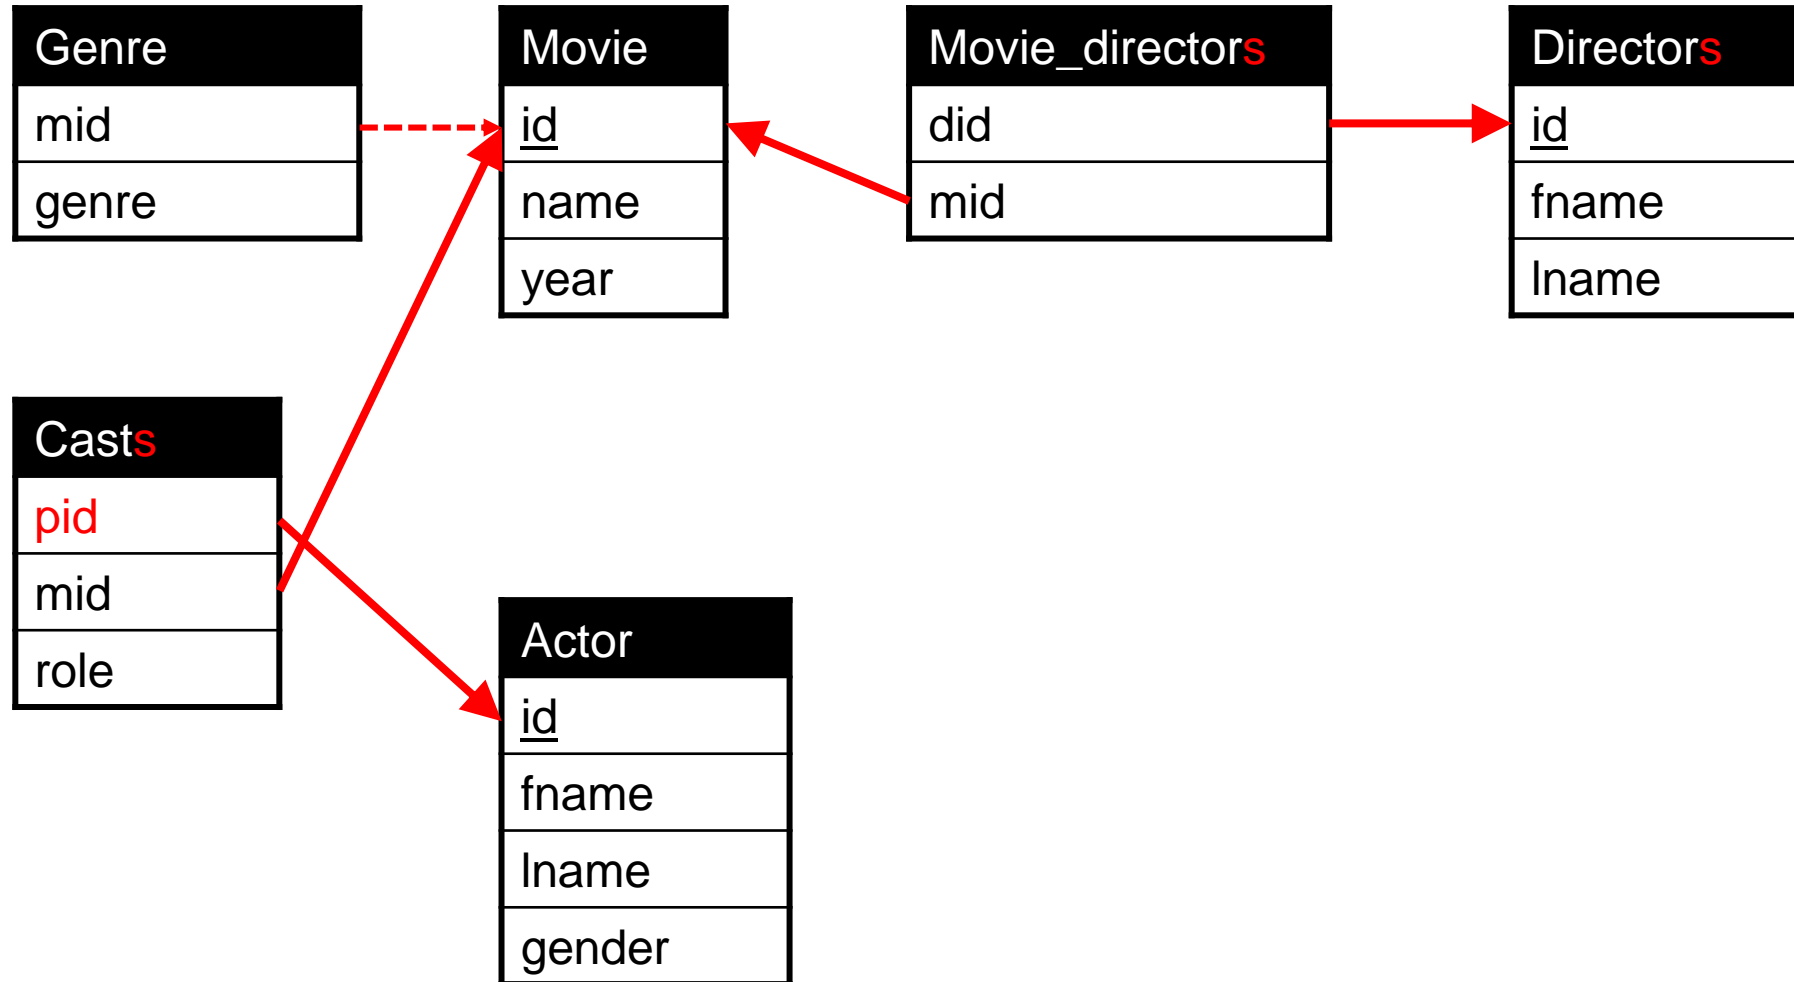 Genre
mid
genre
Movie
id
name
year
Movie_directors
did
mid
Directors
id
fname
lname
Casts
pid
mid
role
Actor
id
fname
lname
gender